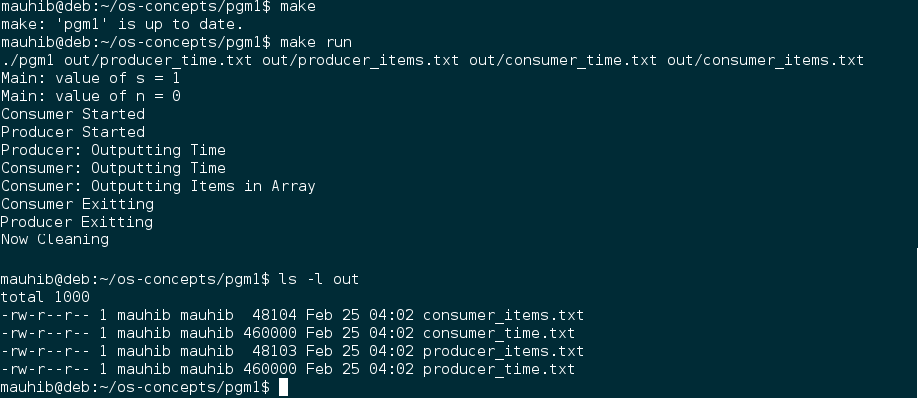 mauhib@deb:~/os-concepts/pgm1$ make
make: 'pgm1' is up to date.
mauhib@deb:~/os-concepts/pgm1$ make run
./pgm1 out/producer_time.txt out/producer_items.txt out/consumer_time.txt out/consumer_items.txt
Main: value of s = 1
Main: value of n = 0
Consumer Started
Producer Started
Producer: Outputting Time
Consumer: Outputting Time
Consumer: Outputting Items in Array
Consumer Exitting
Producer Exitting
Now Cleaning
mauhib@deb:~/os-concepts/pgm1$ ls -l out
total 1000
-rw-r--r-- 1 mauhib mauhib  48104 Feb 25 04:02 consumer_items.txt
-rw-r--r-- 1 mauhib mauhib 460000 Feb 25 04:02 consumer_time.txt
-rw-r--r-- 1 mauhib mauhib  48103 Feb 25 04:02 producer_items.txt
-rw-r--r-- 1 mauhib mauhib 460000 Feb 25 04:02 producer_time.txt
mauhib@deb:~/os-concepts/pgm1$